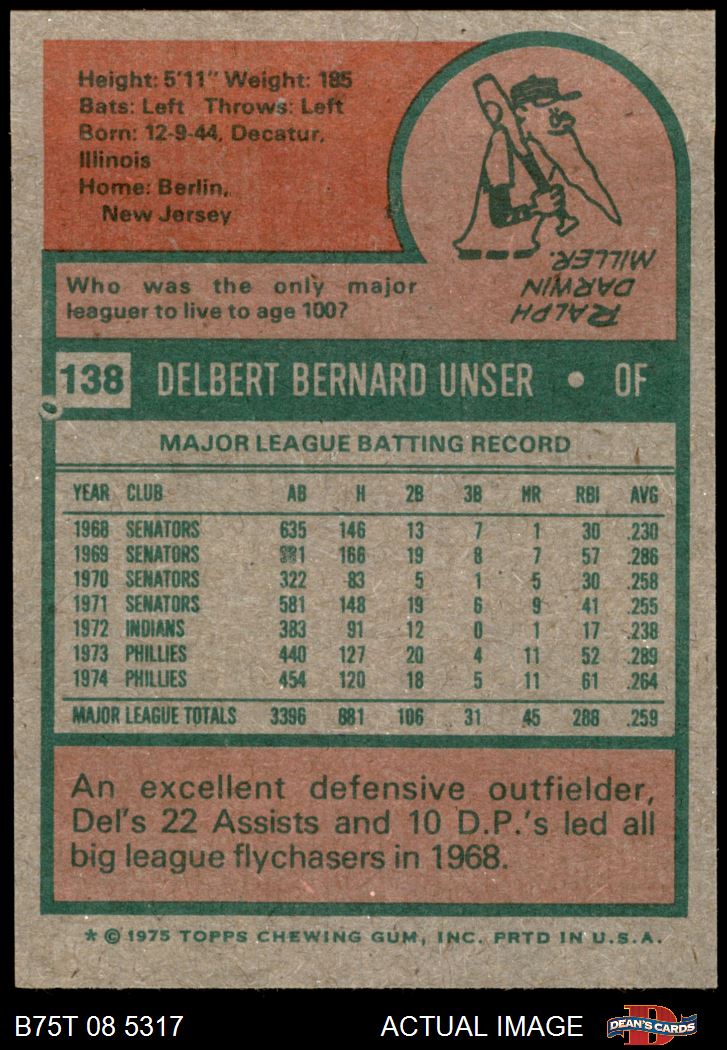 Height: 5'11" Weight: 185
Bats: Left Throws: Left
Born: 12-9-44, Decatur,
Illinois
Home: Berlin,
New Jersey
Who was the only major
leaguer to live to age 100?
RALPH
DARWIN
MILLER.
138 DELBERT BERNARD UNSER • OF
MAJOR LEAGUE BATTING RECORD
YEAR CLUB AB H 2B 3B HR RBI AVG
1968 SENATORS 635 146 13 7 1 30 .230
1969 SENATORS 581 166 19 8 7 57 .286
1970 SENATORS 322 83 5 1 5 30 .258
1971 SENATORS 581 148 19 6 9 41 .255
1972 INDIANS 383 91 12 0 1 17 .238
1973 PHILLIES 440 127 20 4 11 52 .289
1974 PHILLIES 454 120 18 5 11 61 .264
MAJOR LEAGUE TOTALS 3396 881 106 31 45 288 .259
An excellent defensive outfielder,
Del's 22 Assists and 10 D.P.'s led all
big league flychasers in 1968.
* © 1975 TOPPS CHEWING GUM, INC. PRTD IN U.S.A.
B75T 08 5317 ACTUAL IMAGE DEAN'S CARDS